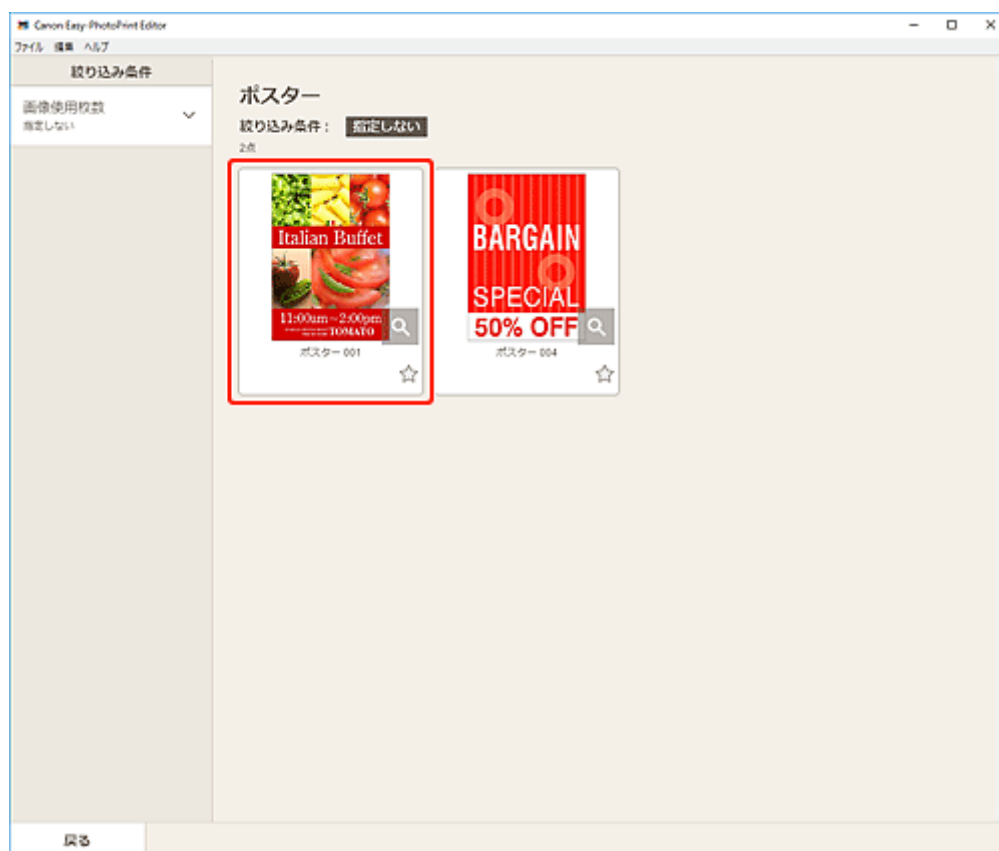 Canon Easy-PhotoPrint Editor
ファイル 編集 ヘルプ
絞り込み条件
画像使用枚数
指定しない
ポスター
絞り込み条件： 指定しない
2点
Italian Buffet
11:00am~2:00pm
TOMATO
ポスター 001
BARGAIN
SPECIAL
50% OFF
ポスター 004
戻る